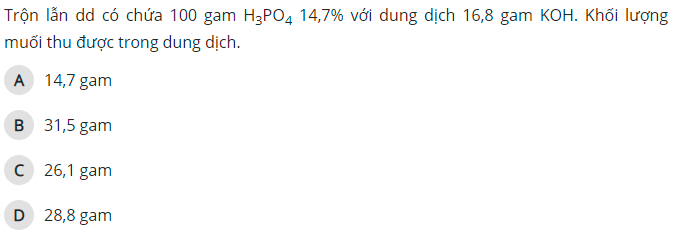 Trộn lẫn dd có chứa 100 gam H₃PO₄ 14,7% với dung dịch 16,8 gam KOH. Khối lượng
muối thu được trong dung dịch.
A 14,7 gam
B 31,5 gam
C 26,1 gam
D 28,8 gam